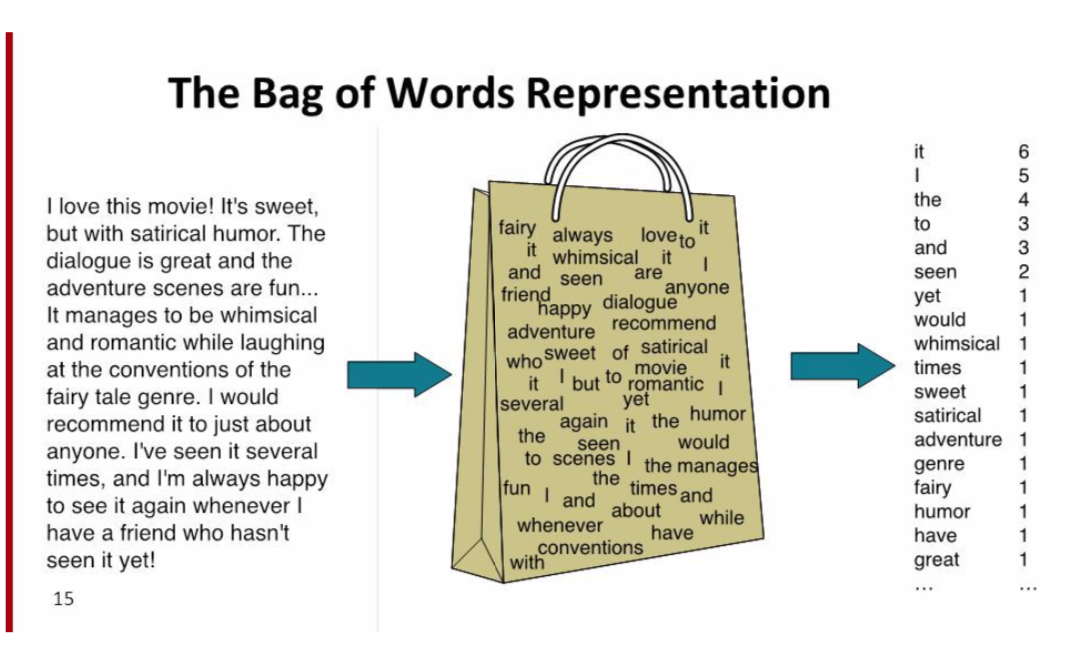 The Bag of Words Representation
I love this movie! It's sweet,
but with satirical humor. The
dialogue is great and the
adventure scenes are fun...
It manages to be whimsical
and romantic while laughing
at the conventions of the
fairy tale genre. I would
recommend it to just about
anyone. I've seen it several
times, and I'm always happy
to see it again whenever I
have a friend who hasn't
seen it yet!
15
fairy always love to it
it whimsical it I
and seen are anyone
friend happy dialogue
adventure recommend
who sweet of satirical
it I but to movie it
romantic I
several yet
again it the humor
the seen would
to scenes I the manages
fun I and the times and
about while
whenever have
conventions
with
it 6
I 5
the 4
to 3
and 3
seen 2
yet 1
would 1
whimsical 1
times 1
sweet 1
satirical 1
adventure 1
genre 1
fairy 1
humor 1
have 1
great 1
... ...